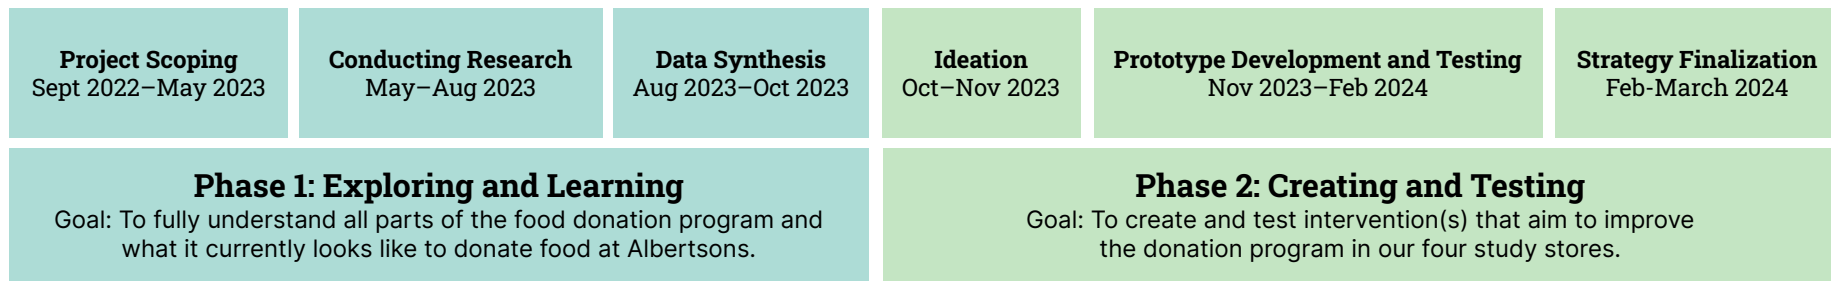 Project Scoping
Sept 2022–May 2023
Conducting Research
May–Aug 2023
Data Synthesis
Aug 2023–Oct 2023
Ideation
Oct–Nov 2023
Prototype Development and Testing
Nov 2023–Feb 2024
Strategy Finalization
Feb-March 2024
Phase 1: Exploring and Learning
Goal: To fully understand all parts of the food donation program and
what it currently looks like to donate food at Albertsons.
Phase 2: Creating and Testing
Goal: To create and test intervention(s) that aim to improve
the donation program in our four study stores.